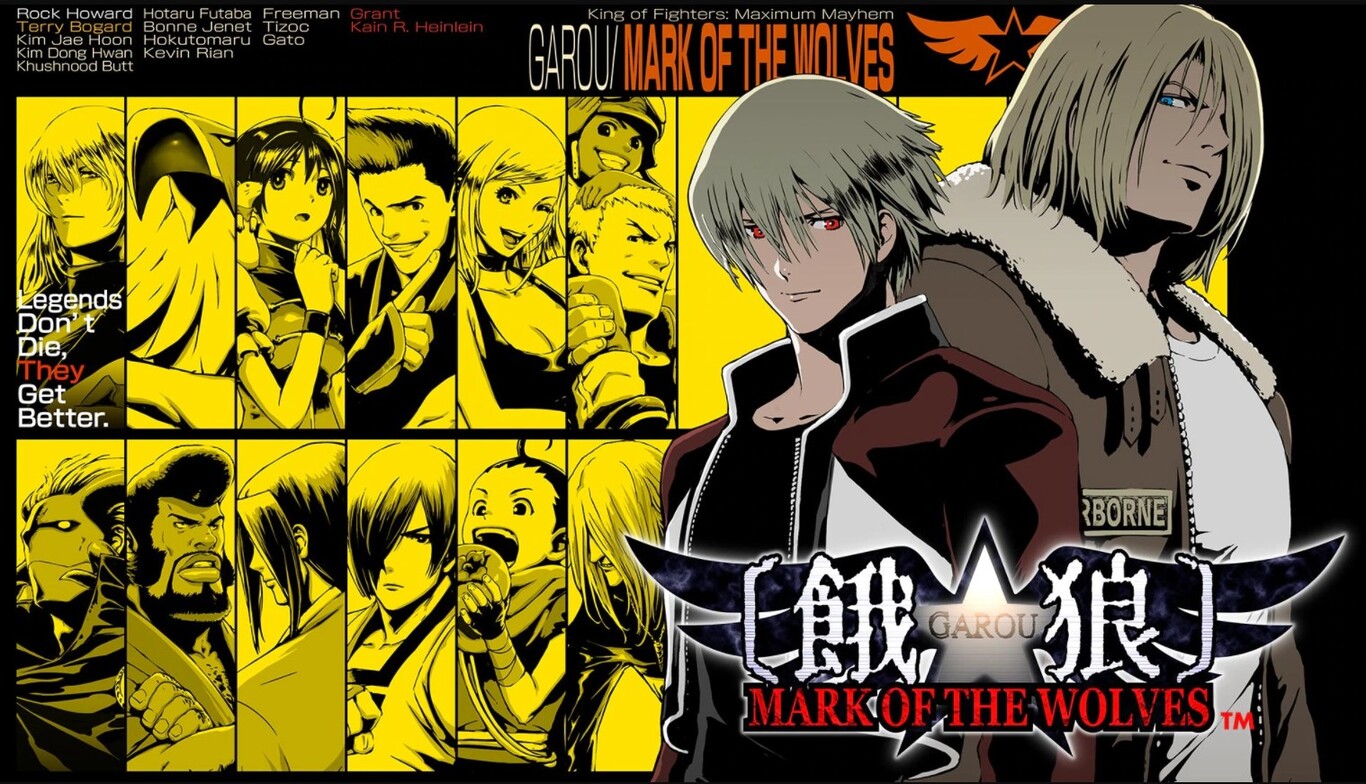 Rock Howard
Terry Bogard
Kim Jae Hoon
Kim Dong Hwan
Khushnood Butt
Hotaru Futaba
Bonne Jenet
Hokutomaru
Kevin Rian
Freeman
Tizoc
Gato
Grant
Kain R. Heinlein
King of Fighters: Maximum Mayhem
GAROU/ MARK OF THE WOLVES
Legends
Don't
Die,
They
Get
Better.
RBORNE
餓 GAROU 狼
MARK OF THE WOLVES TM